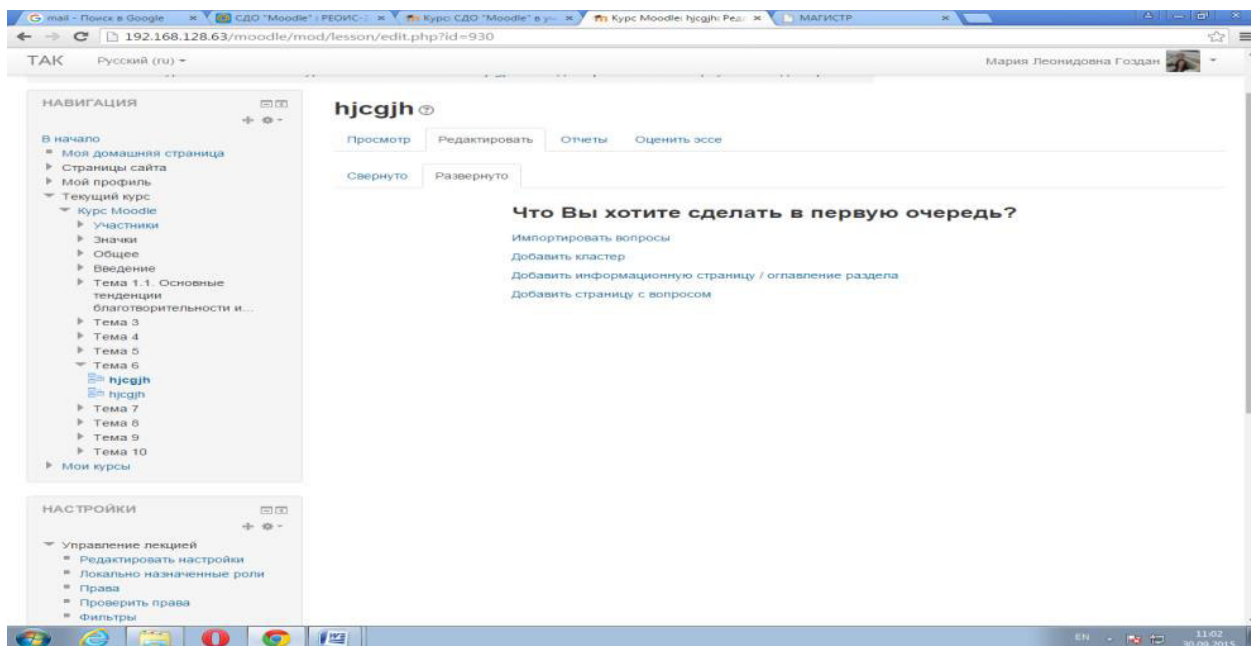 mail - Поиск в Google
СДО "Moodle" : РЕОИС-
Курс: СДО "Moodle" в
Курс Moodle: hjcgjh: Ред
МАГИСТР
192.168.128.63/moodle/mod/lesson/edit.php?id=930
ТАК Русский (ru)
Мария Леонидовна Гоздан
НАВИГАЦИЯ
В начало
Моя домашняя страница
Страницы сайта
Мой профиль
Текущий курс
Курс Moodle
Участники
Значки
Общее
Введение
Тема 1.1. Основные
тенденции
благотворительности и...
Тема 3
Тема 4
Тема 5
Тема 6
hjcgjh
hjcgjh
Тема 7
Тема 8
Тема 9
Тема 10
Мои курсы
НАСТРОЙКИ
Управление лекцией
Редактировать настройки
Локально назначенные роли
Права
Проверить права
Фильтры
hjcgjh
Просмотр Редактировать Отчеты Оценить эссе
Свернуто Развернуто
Что Вы хотите сделать в первую очередь?
Импортировать вопросы
Добавить кластер
Добавить информационную страницу / оглавление раздела
Добавить страницу с вопросом
EN
11:02
30.09.2015